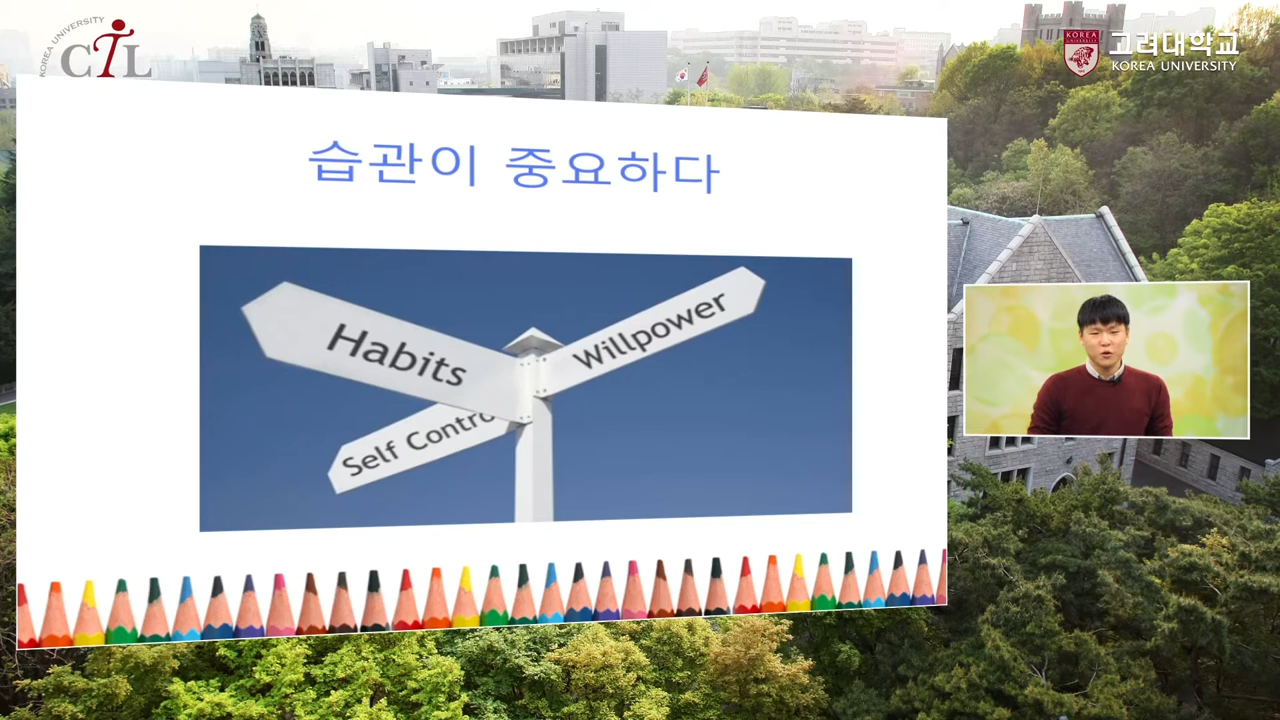 KOREA UNIVERSITY
CTL
KOREA
고려대학교
KOREA UNIVERSITY
습관이 중요하다
Habits
Willpower
Self Contro